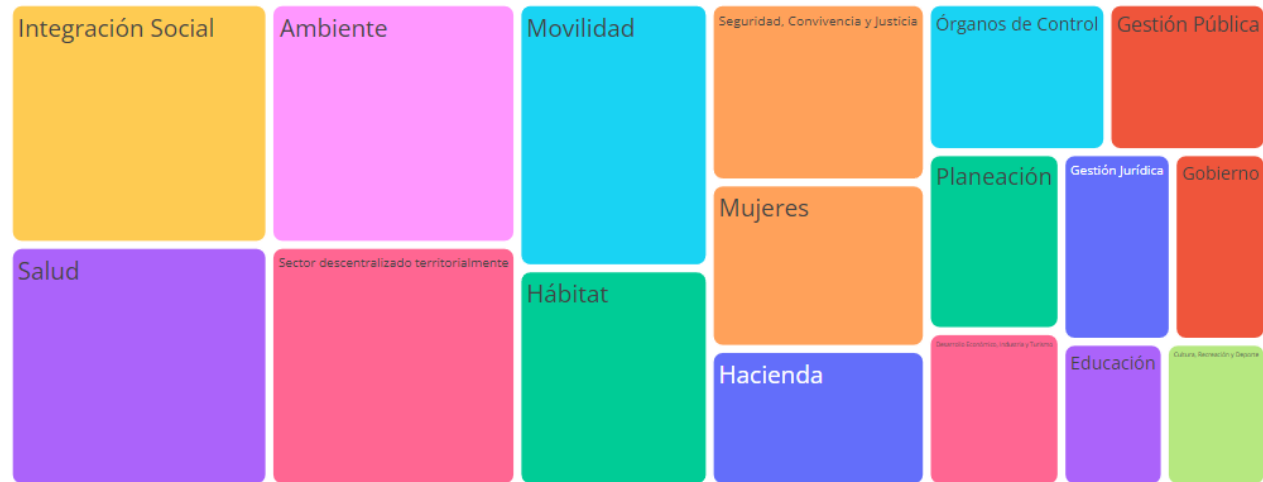 Integración Social
Ambiente
Movilidad
Seguridad, Convivencia y Justicia
Órganos de Control
Gestión Pública
Planeación
Gestión Jurídica
Gobierno
Mujeres
Salud
Sector descentralizado territorialmente
Hábitat
Hacienda
Desarrollo Económico, Industria y Turismo
Educación
Cultura, Recreación y Deporte